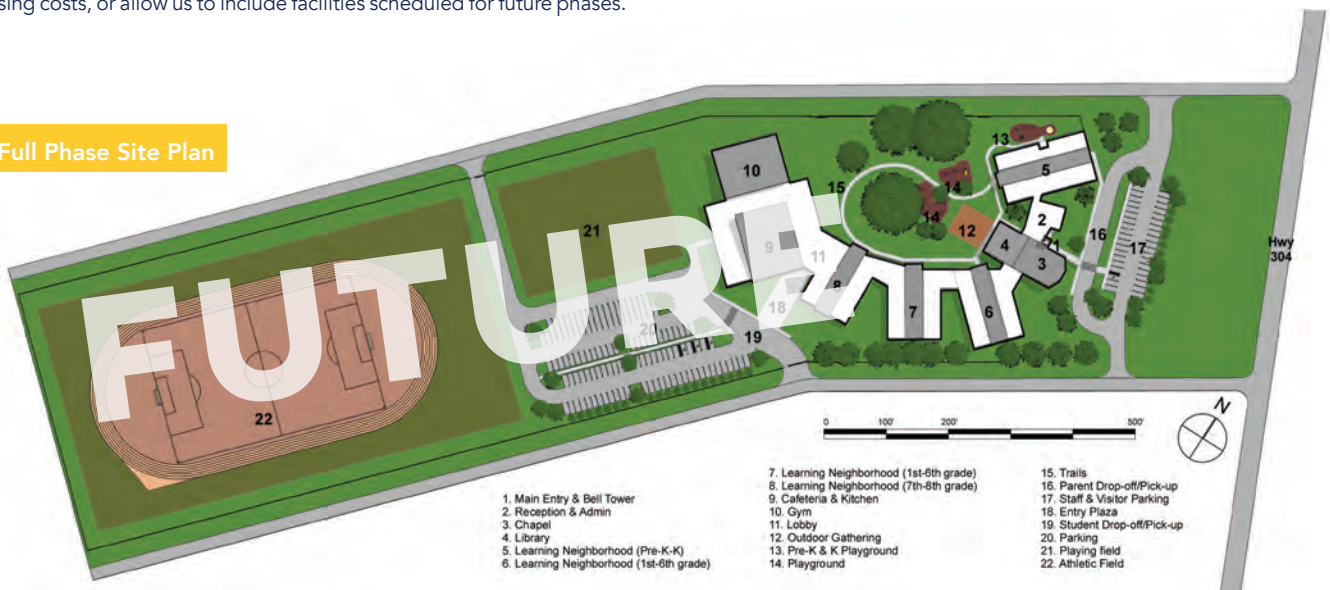 sing costs, or allow us to include facilities scheduled for future phases.
Full Phase Site Plan
FUTURE
10
13
5
15
14
14
2
21
12
16
17
4
1
3
9
11
Hwy
304
8
7
6
18
20
19
22
N
0 100' 200' 500'
1. Main Entry & Bell Tower
2. Reception & Admin
3. Chapel
4. Library
5. Learning Neighborhood (Pre-K-K)
6. Learning Neighborhood (1st-6th grade)
7. Learning Neighborhood (1st-6th grade)
8. Learning Neighborhood (7th-8th grade)
9. Cafeteria & Kitchen
10. Gym
11. Lobby
12. Outdoor Gathering
13. Pre-K & K Playground
14. Playground
15. Trails
16. Parent Drop-off/Pick-up
17. Staff & Visitor Parking
18. Entry Plaza
19. Student Drop-off/Pick-up
20. Parking
21. Playing field
22. Athletic Field